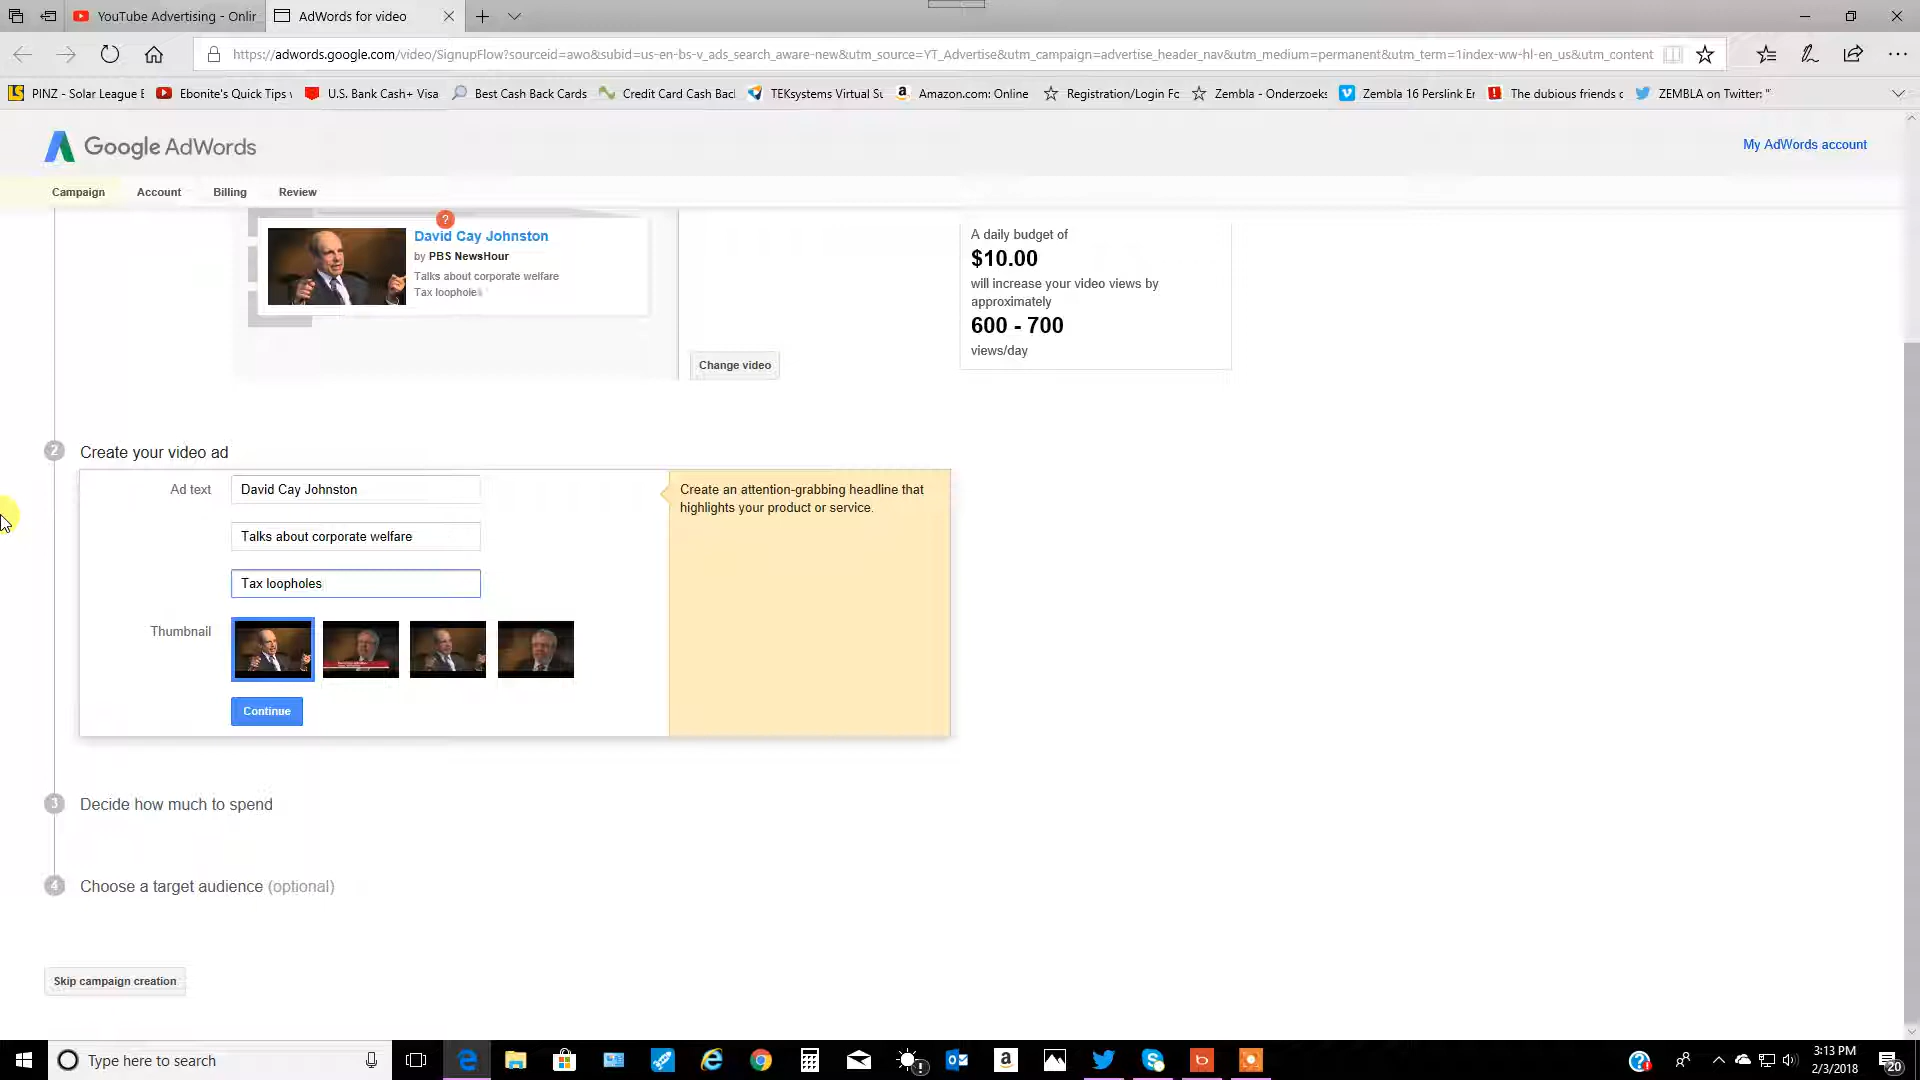 YouTube Advertising - Onlir
AdWords for video
https://adwords.google.com/video/SignupFlow?sourceid=awo&subid=us-en-bs-v_ads_search_aware-new&utm_source=YT_Advertise&utm_campaign=advertise_header_nav&utm_medium=permanent&utm_term=1index-ww-hl-en_us&utm_content
PINZ - Solar League E
Ebonite's Quick Tips v
U.S. Bank Cash+ Visa
Best Cash Back Cards
Credit Card Cash Bacl
TEKsystems Virtual Su
Amazon.com: Online
Registration/Login Fc
Zembla - Onderzoeks
Zembla 16 Perslink Er
The dubious friends c
ZEMBLA on Twitter: "
Google AdWords
My AdWords account
Campaign
Account
Billing
Review
?
David Cay Johnston
by PBS NewsHour
Talks about corporate welfare
Tax loopholes
Change video
A daily budget of
$10.00
will increase your video views by
approximately
600 - 700
views/day
2
Create your video ad
Ad text
David Cay Johnston
Talks about corporate welfare
Tax loopholes
Create an attention-grabbing headline that
highlights your product or service.
Thumbnail
Continue
3
Decide how much to spend
4
Choose a target audience (optional)
Skip campaign creation
Type here to search
3:13 PM
2/3/2018
20